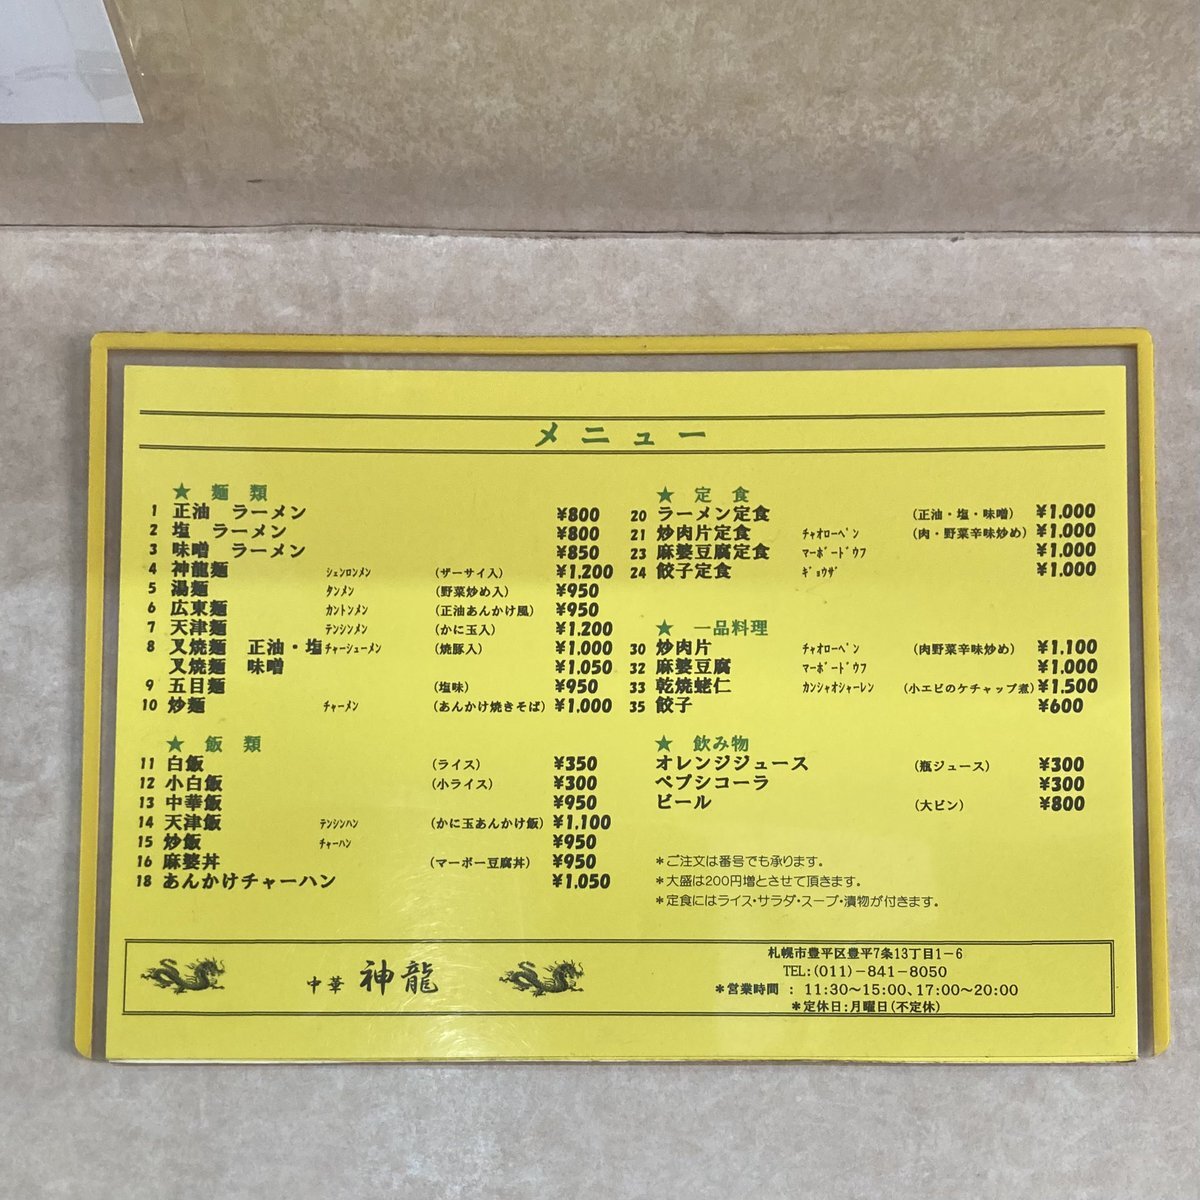 メニュー
★ 麺 類
1 正油 ラーメン ¥800
2 塩 ラーメン ¥800
3 味噌 ラーメン ¥850
4 神龍麺 ｼｪﾝﾛﾝﾒﾝ (ザーサイ入) ¥1,200
5 湯麺 ﾀﾝﾒﾝ (野菜炒め入) ¥950
6 広東麺 ｶﾝﾄﾝﾒﾝ (正油あんかけ風) ¥950
7 天津麺 ﾃﾝｼﾝﾒﾝ (かに玉入) ¥1,200
8 叉焼麺 正油・塩 ﾁｬｰｼｭｰﾒﾝ (焼豚入) ¥1,000
叉焼麺 味噌 ¥1,050
9 五目麺 (塩味) ¥950
10 炒麺 ﾁｬｰﾒﾝ (あんかけ焼きそば) ¥1,000
★ 飯 類
11 白飯 (ライス) ¥350
12 小白飯 (小ライス) ¥300
13 中華飯 ¥950
14 天津飯 ﾃﾝｼﾝﾊﾝ (かに玉あんかけ飯) ¥1,100
15 炒飯 ﾁｬｰﾊﾝ ¥950
16 麻婆丼 (マーボー豆腐丼) ¥950
18 あんかけチャーハン ¥1,050
★ 定 食
20 ラーメン定食 (正油・塩・味噌) ¥1,000
21 炒肉片定食 ﾁｬｵﾛｰﾍﾟﾝ (肉・野菜辛味炒め) ¥1,000
23 麻婆豆腐定食 ﾏｰﾎﾞｰﾄﾞｳﾌ ¥1,000
24 餃子定食 ｷﾞｮｳｻﾞ ¥1,000
★ 一品料理
30 炒肉片 ﾁｬｵﾛｰﾍﾟﾝ (肉野菜辛味炒め) ¥1,100
32 麻婆豆腐 ﾏｰﾎﾞｰﾄﾞｳﾌ ¥1,000
33 乾焼蛯仁 ｶﾝｼｬｵｼｬｰﾚﾝ (小エビのケチャップ煮) ¥1,500
35 餃子 ¥600
★ 飲み物
オレンジジュース (瓶ジュース) ¥300
ペプシコーラ ¥300
ビール (大ビン) ¥800
＊ご注文は番号でも承ります。
＊大盛は200円増とさせて頂きます。
＊定食にはライス・サラダ・スープ・漬物が付きます。
中華 神龍
札幌市豊平区豊平7条13丁目1－6
TEL:(011)－841－8050
＊営業時間 : 11:30～15:00、17:00～20:00
＊定休日:月曜日(不定休)